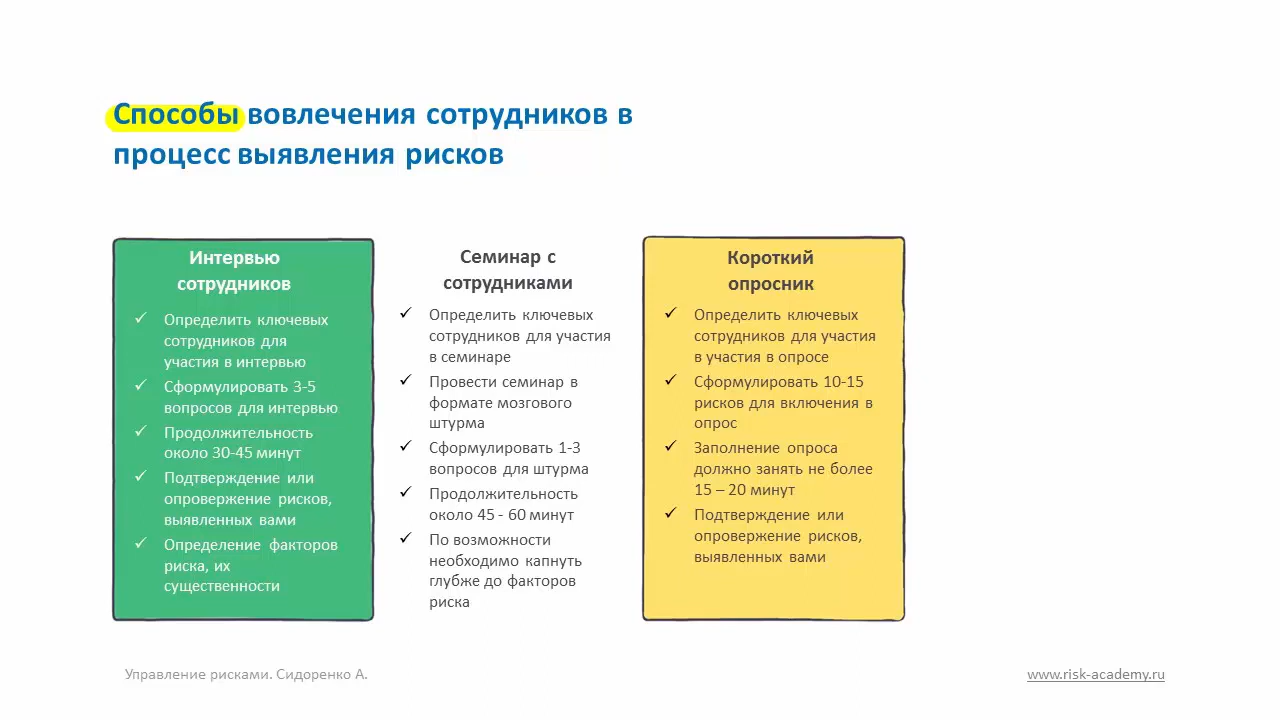 Способы вовлечения сотрудников в
процесс выявления рисков
Интервью
сотрудников
✓ Определить ключевых
сотрудников для
участия в интервью
✓ Сформулировать 3-5
вопросов для интервью
✓ Продолжительность
около 30-45 минут
✓ Подтверждение или
опровержение рисков,
выявленных вами
✓ Определение факторов
риска, их
существенности
Семинар с
сотрудниками
✓ Определить ключевых
сотрудников для участия
в семинаре
✓ Провести семинар в
формате мозгового
штурма
✓ Сформулировать 1-3
вопросов для штурма
✓ Продолжительность
около 45 - 60 минут
✓ По возможности
необходимо капнуть
глубже до факторов
риска
Короткий
опросник
✓ Определить ключевых
сотрудников для участия
в участия в опросе
✓ Сформулировать 10-15
рисков для включения в
опрос
✓ Заполнение опроса
должно занять не более
15 – 20 минут
✓ Подтверждение или
опровержение рисков,
выявленных вами
Управление рисками. Сидоренко А.
www.risk-academy.ru